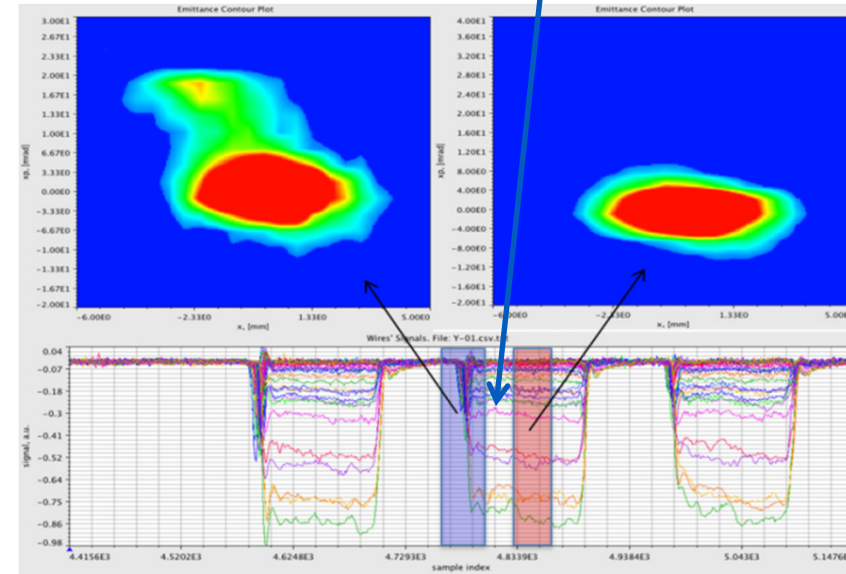 Emittance Contour Plot
3.00E1
2.67E1
2.33E1
2.00E1
1.67E1
1.33E1
1.00E1
6.67E0
3.33E0
0.00E0
-3.33E0
-6.67E0
-1.00E1
-1.33E1
-1.67E1
-2.00E1
xp, [mrad]
-6.00E0
-2.33E0
1.33E0
5.00E0
x, [mm]
Emittance Contour Plot
4.00E1
3.60E1
3.20E1
2.80E1
2.40E1
2.00E1
1.60E1
1.20E1
8.00E0
4.00E0
0.00E0
-4.00E0
-8.00E0
-1.20E1
-1.60E1
-2.00E1
xp, [mrad]
1.33E0
x, [mm]
Wires' Signals. File: Y-01.csv.txt
0.04
-0.07
-0.18
-0.3
-0.41
-0.52
-0.64
-0.75
-0.86
-0.98
signal, a.u.
4.4156E3
4.5202E3
4.6248E3
4.7293E3
4.8339E3
4.9384E3
5.043E3
5.1476E
sample index